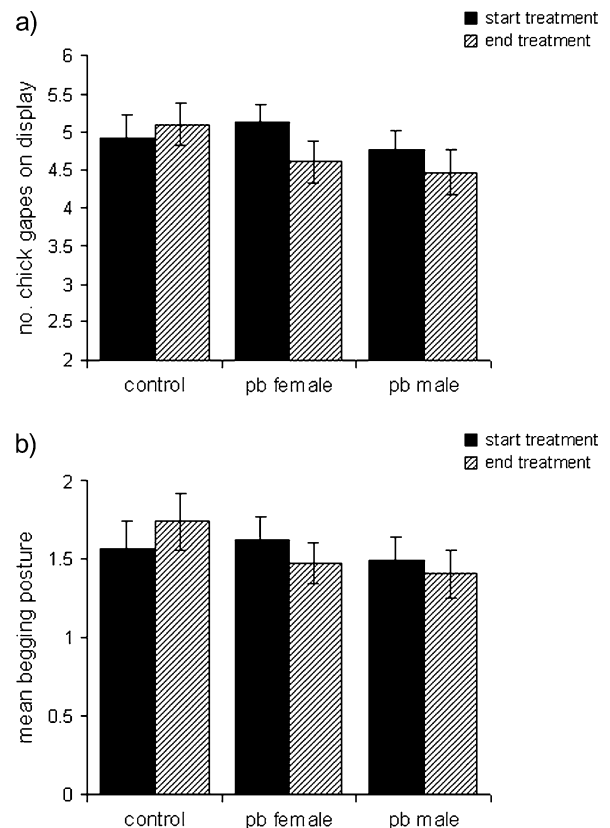 a)
start treatment
end treatment
no. chick gapes on display
6
5.5
5
4.5
4
3.5
3
2.5
2
control
pb female
pb male
b)
start treatment
end treatment
mean begging posture
2
1.5
1
0.5
0
control
pb female
pb male